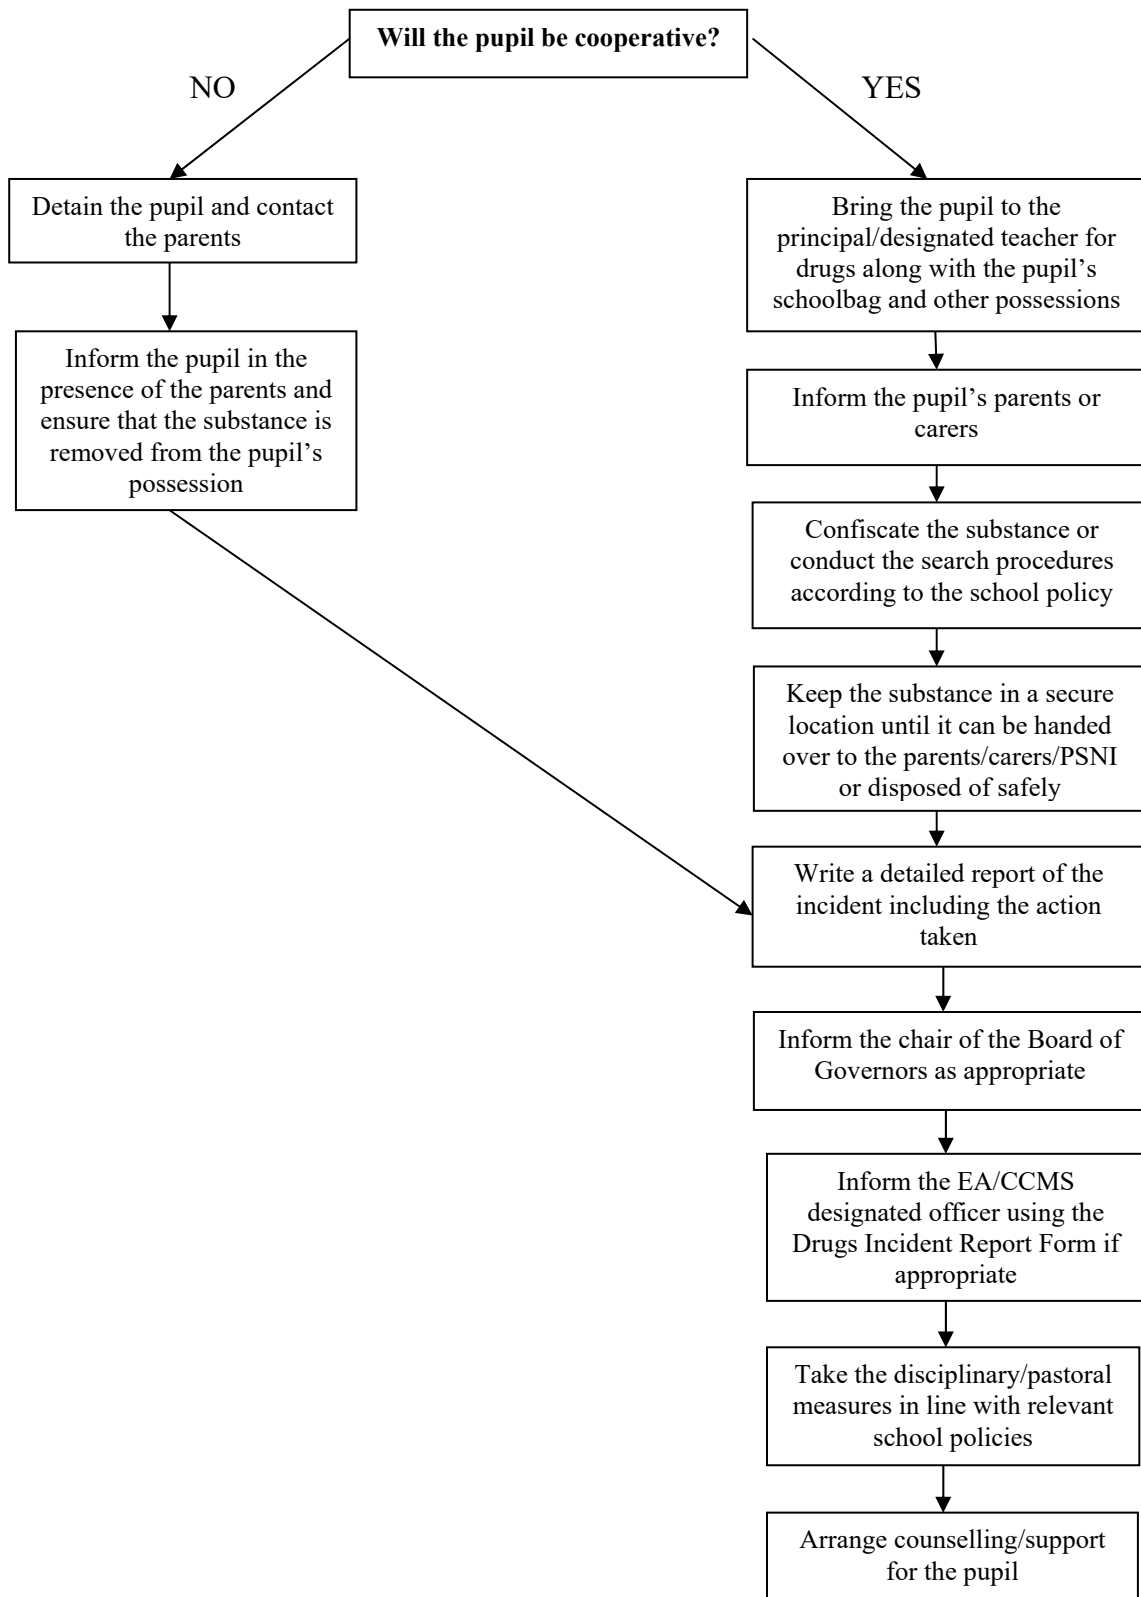 Will the pupil be cooperative?
NO
YES
Detain the pupil and contact
the parents
Inform the pupil in the
presence of the parents and
ensure that the substance is
removed from the pupil’s
possession
Bring the pupil to the
principal/designated teacher for
drugs along with the pupil’s
schoolbag and other possessions
Inform the pupil’s parents or
carers
Confiscate the substance or
conduct the search procedures
according to the school policy
Keep the substance in a secure
location until it can be handed
over to the parents/carers/PSNI
or disposed of safely
Write a detailed report of the
incident including the action
taken
Inform the chair of the Board of
Governors as appropriate
Inform the EA/CCMS
designated officer using the
Drugs Incident Report Form if
appropriate
Take the disciplinary/pastoral
measures in line with relevant
school policies
Arrange counselling/support
for the pupil